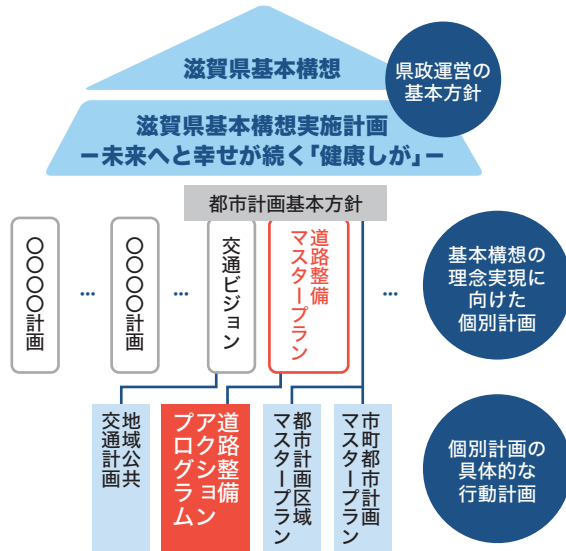 滋賀県基本構想
県政運営の
基本方針
滋賀県基本構想実施計画
－未来へと幸せが続く「健康しが」－
都市計画基本方針
〇〇〇〇計画
…
〇〇〇〇計画
…
交通ビジョン
道路整備
マスタープラン
…
基本構想の
理念実現に
向けた
個別計画
地域公共
交通計画
道路整備
アクション
プログラム
都市計画区域
マスタープラン
市町都市計画
マスタープラン
個別計画の
具体的な
行動計画